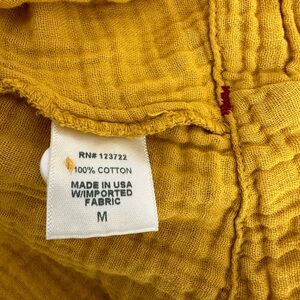 RN# 123722
100% COTTON
MADE IN USA
W/IMPORTED
FABRIC
M